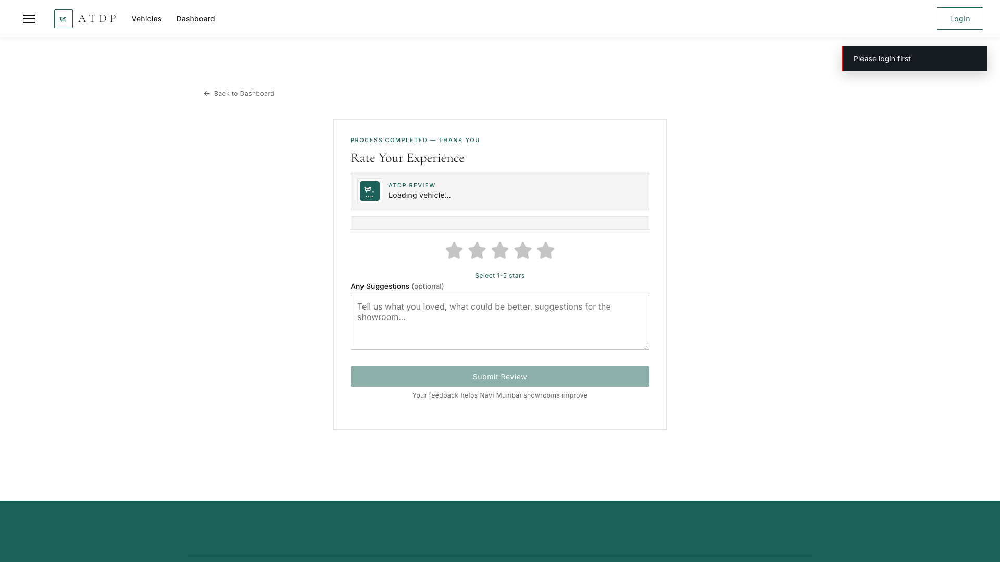 ATDP
Vehicles
Dashboard
Login
Please login first
Back to Dashboard
PROCESS COMPLETED — THANK YOU
Rate Your Experience
ATDP
ATDP REVIEW
Loading vehicle...
Select 1-5 stars
Any Suggestions (optional)
Tell us what you loved, what could be better, suggestions for the
showroom...
Submit Review
Your feedback helps Navi Mumbai showrooms improve